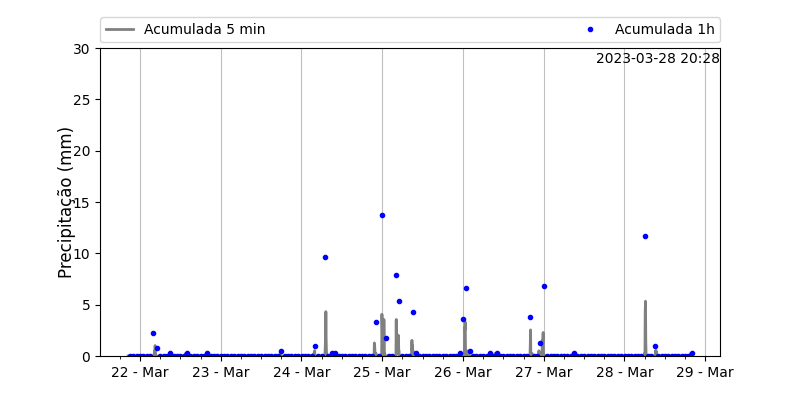 Acumulada 5 min
Acumulada 1h
2023-03-28 20:28
Precipitação (mm)
30
25
20
15
10
5
0
22 - Mar 23 - Mar 24 - Mar 25 - Mar 26 - Mar 27 - Mar 28 - Mar 29 - Mar